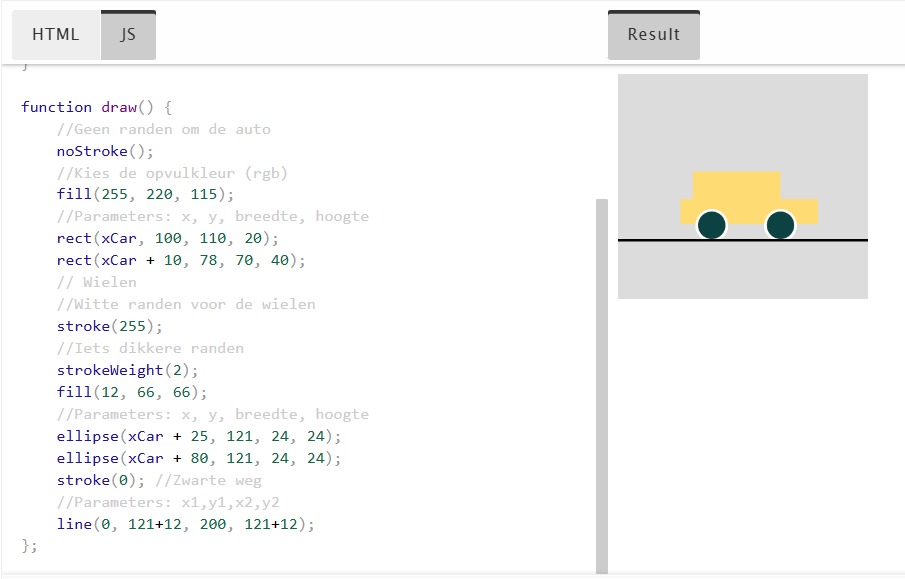 HTML JS Result
}
function draw() {
//Geen randen om de auto
noStroke();
//Kies de opvulkleur (rgb)
fill(255, 220, 115);
//Parameters: x, y, breedte, hoogte
rect(xCar, 100, 110, 20);
rect(xCar + 10, 78, 70, 40);
// Wielen
//Witte randen voor de wielen
stroke(255);
//Iets dikkere randen
strokeWeight(2);
fill(12, 66, 66);
//Parameters: x, y, breedte, hoogte
ellipse(xCar + 25, 121, 24, 24);
ellipse(xCar + 80, 121, 24, 24);
stroke(0); //Zwarte weg
//Parameters: x1,y1,x2,y2
line(0, 121+12, 200, 121+12);
};